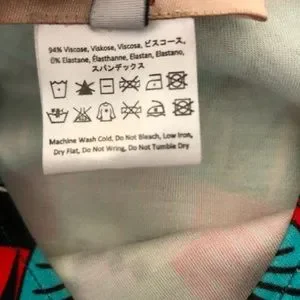 94% Viscose, Viskose, Viscosa, ビスコース,
6% Elastane, Élasthanne, Elastan, Elastano,
スパンデックス
Machine Wash Cold, Do Not Bleach, Low Iron,
Dry Flat, Do Not Wring, Do Not Tumble Dry